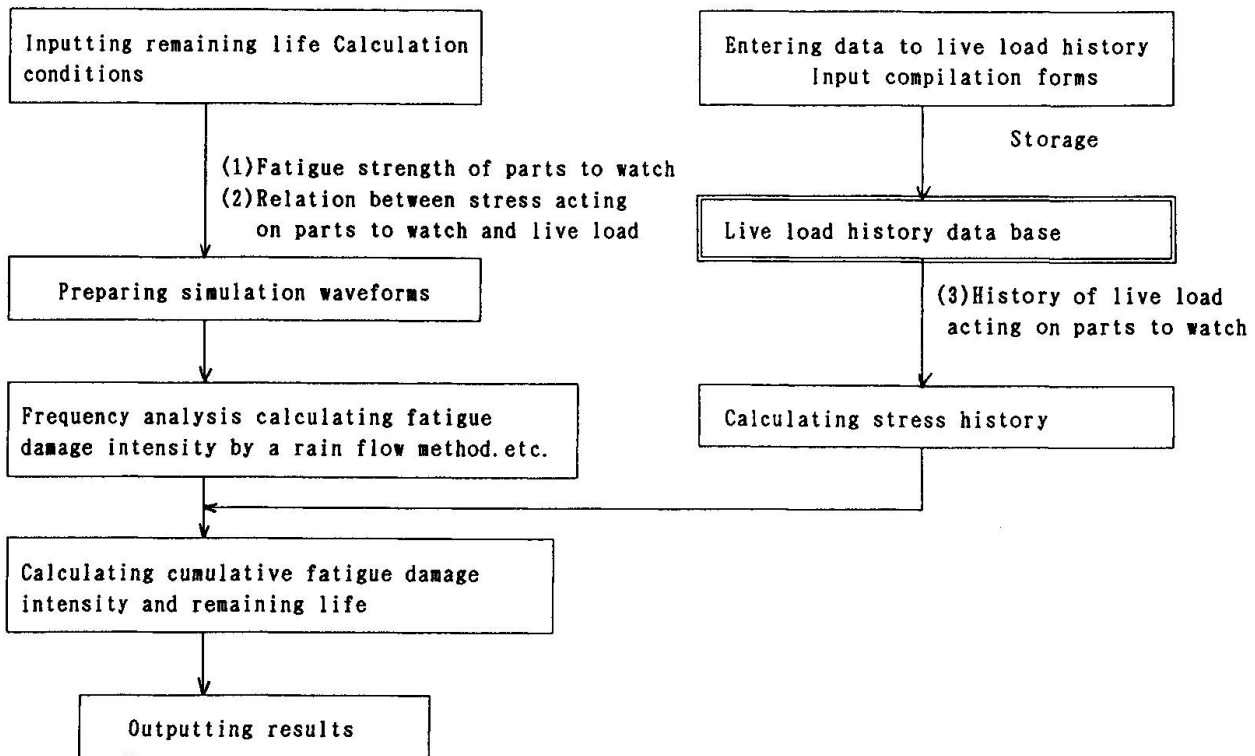 Inputting remaining life Calculation
conditions
(1)Fatigue strength of parts to watch
(2)Relation between stress acting
on parts to watch and live load
Preparing simulation waveforms
Frequency analysis calculating fatigue
damage intensity by a rain flow method.etc.
Calculating cumulative fatigue damage
intensity and remaining life
Outputting results
Entering data to live load history
Input compilation forms
Storage
Live load history data base
(3)History of live load
acting on parts to watch
Calculating stress history